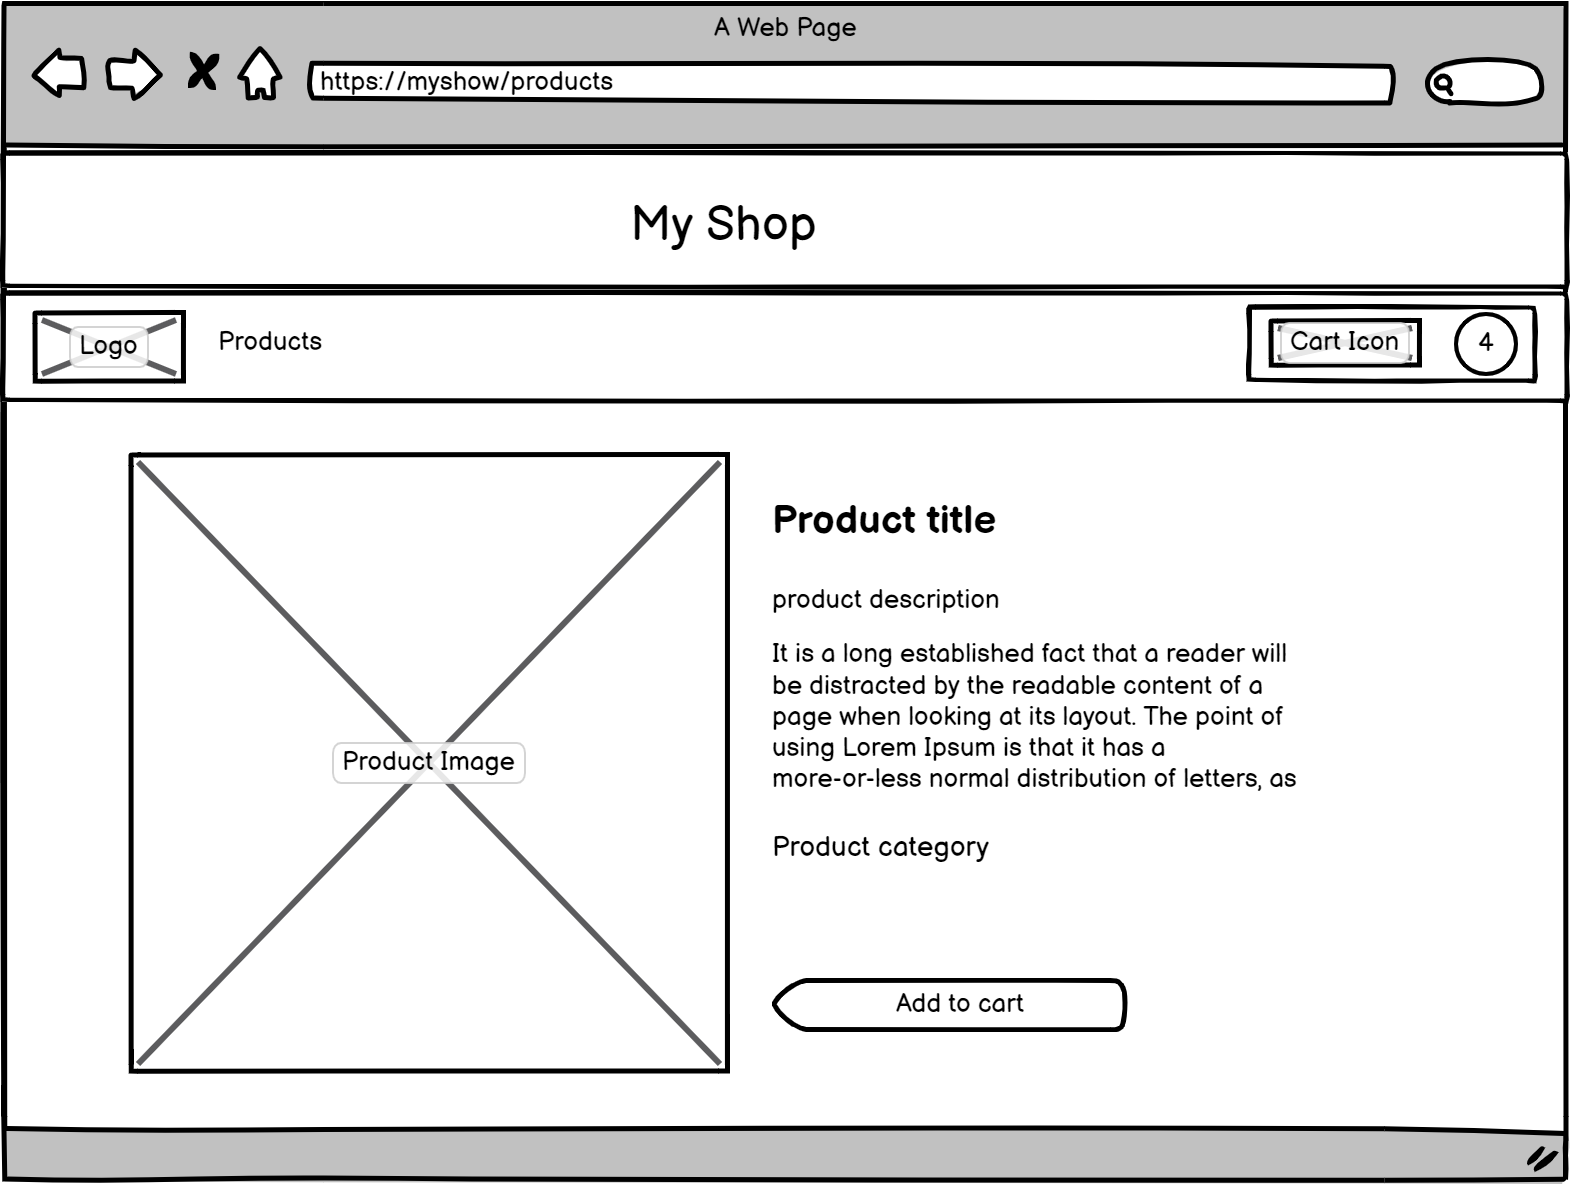 A Web Page
https://myshow/products
My Shop
Logo
Products
Cart Icon
4
Product title
product description
It is a long established fact that a reader will
be distracted by the readable content of a
page when looking at its layout. The point of
using Lorem Ipsum is that it has a
more-or-less normal distribution of letters, as
Product Image
Product category
Add to cart